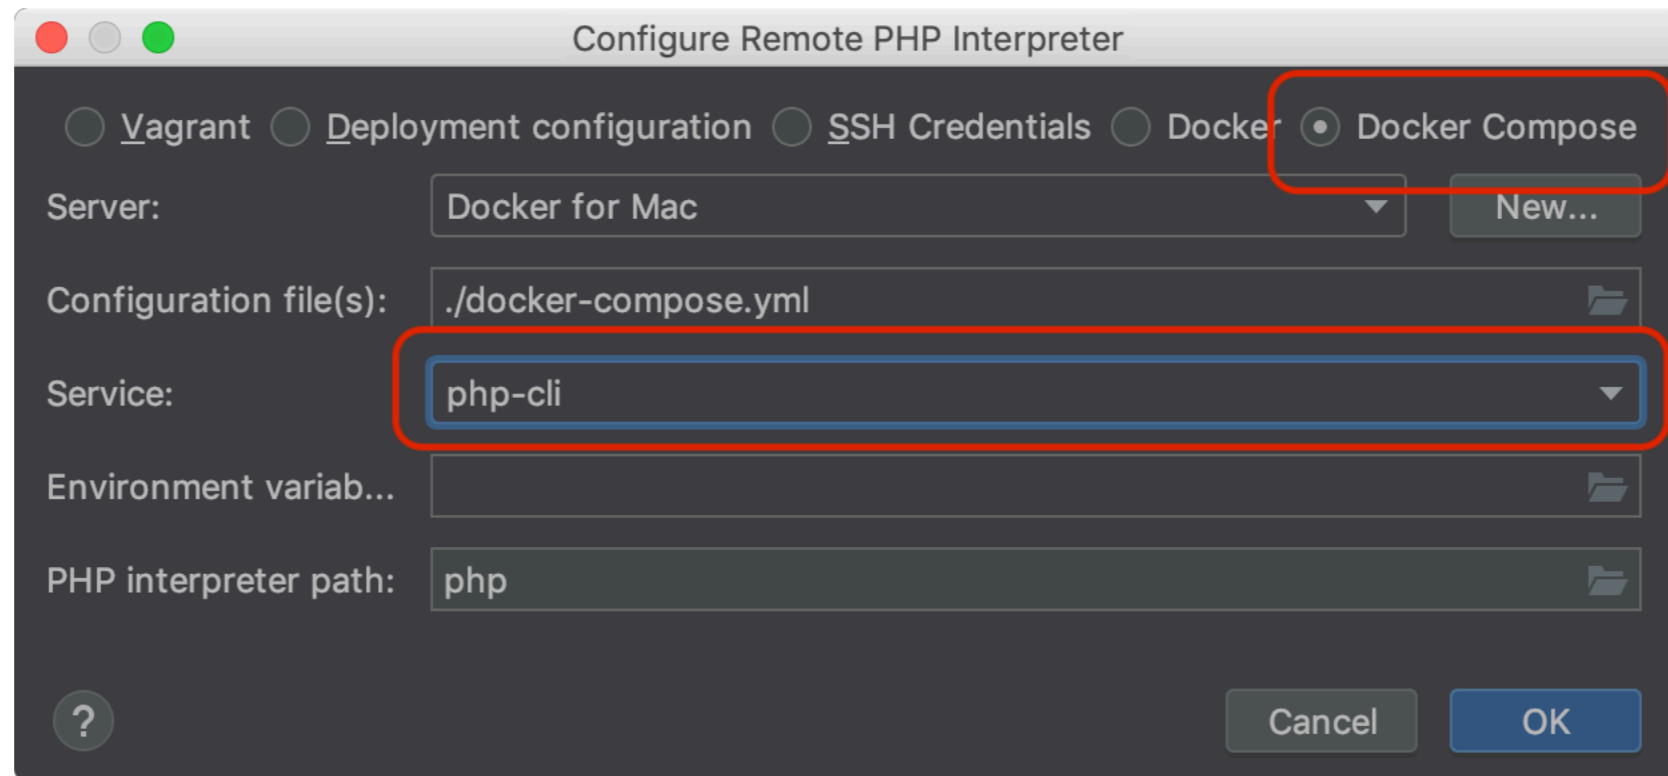 Configure Remote PHP Interpreter
Vagrant Deployment configuration SSH Credentials Docker Docker Compose
Server: Docker for Mac New...
Configuration file(s): ./docker-compose.yml
Service: php-cli
Environment variab...
PHP interpreter path: php
? Cancel OK